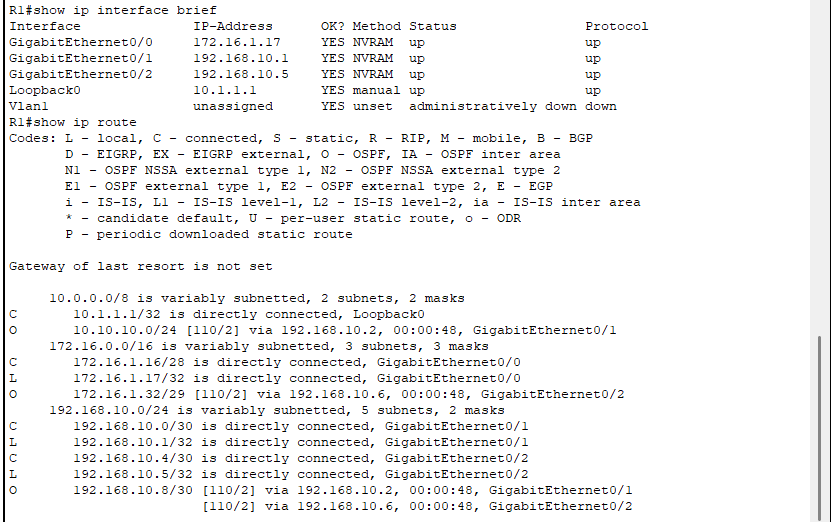 R1#show ip interface brief
Interface              IP-Address      OK? Method Status                Protocol
GigabitEthernet0/0     172.16.1.17     YES NVRAM  up                    up
GigabitEthernet0/1     192.168.10.1    YES NVRAM  up                    up
GigabitEthernet0/2     192.168.10.5    YES NVRAM  up                    up
Loopback0              10.1.1.1        YES manual up                    up
Vlan1                  unassigned      YES unset  administratively down down
R1#show ip route
Codes: L - local, C - connected, S - static, R - RIP, M - mobile, B - BGP
       D - EIGRP, EX - EIGRP external, O - OSPF, IA - OSPF inter area
       N1 - OSPF NSSA external type 1, N2 - OSPF NSSA external type 2
       E1 - OSPF external type 1, E2 - OSPF external type 2, E - EGP
       i - IS-IS, L1 - IS-IS level-1, L2 - IS-IS level-2, ia - IS-IS inter area
       * - candidate default, U - per-user static route, o - ODR
       P - periodic downloaded static route

Gateway of last resort is not set

     10.0.0.0/8 is variably subnetted, 2 subnets, 2 masks
C       10.1.1.1/32 is directly connected, Loopback0
O       10.10.10.0/24 [110/2] via 192.168.10.2, 00:00:48, GigabitEthernet0/1
     172.16.0.0/16 is variably subnetted, 3 subnets, 3 masks
C       172.16.1.16/28 is directly connected, GigabitEthernet0/0
L       172.16.1.17/32 is directly connected, GigabitEthernet0/0
O       172.16.1.32/29 [110/2] via 192.168.10.6, 00:00:48, GigabitEthernet0/2
     192.168.10.0/24 is variably subnetted, 5 subnets, 2 masks
C       192.168.10.0/30 is directly connected, GigabitEthernet0/1
L       192.168.10.1/32 is directly connected, GigabitEthernet0/1
C       192.168.10.4/30 is directly connected, GigabitEthernet0/2
L       192.168.10.5/32 is directly connected, GigabitEthernet0/2
O       192.168.10.8/30 [110/2] via 192.168.10.2, 00:00:48, GigabitEthernet0/1
                        [110/2] via 192.168.10.6, 00:00:48, GigabitEthernet0/2